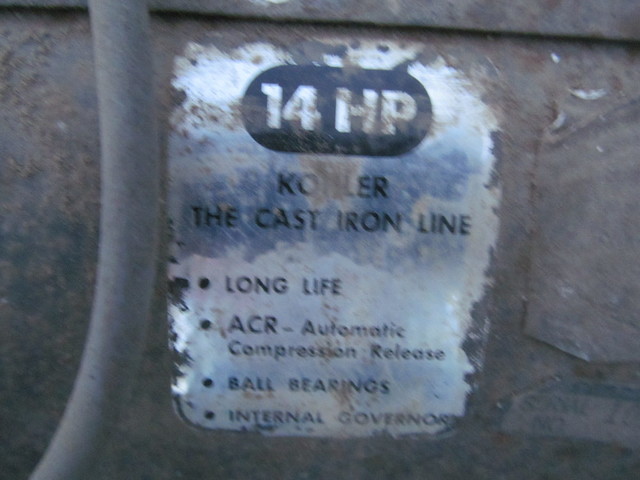 14 HP
KOHLER
THE CAST IRON LINE
• LONG LIFE
• ACR - Automatic
Compression Release
• BALL BEARINGS
• INTERNAL GOVERNOR